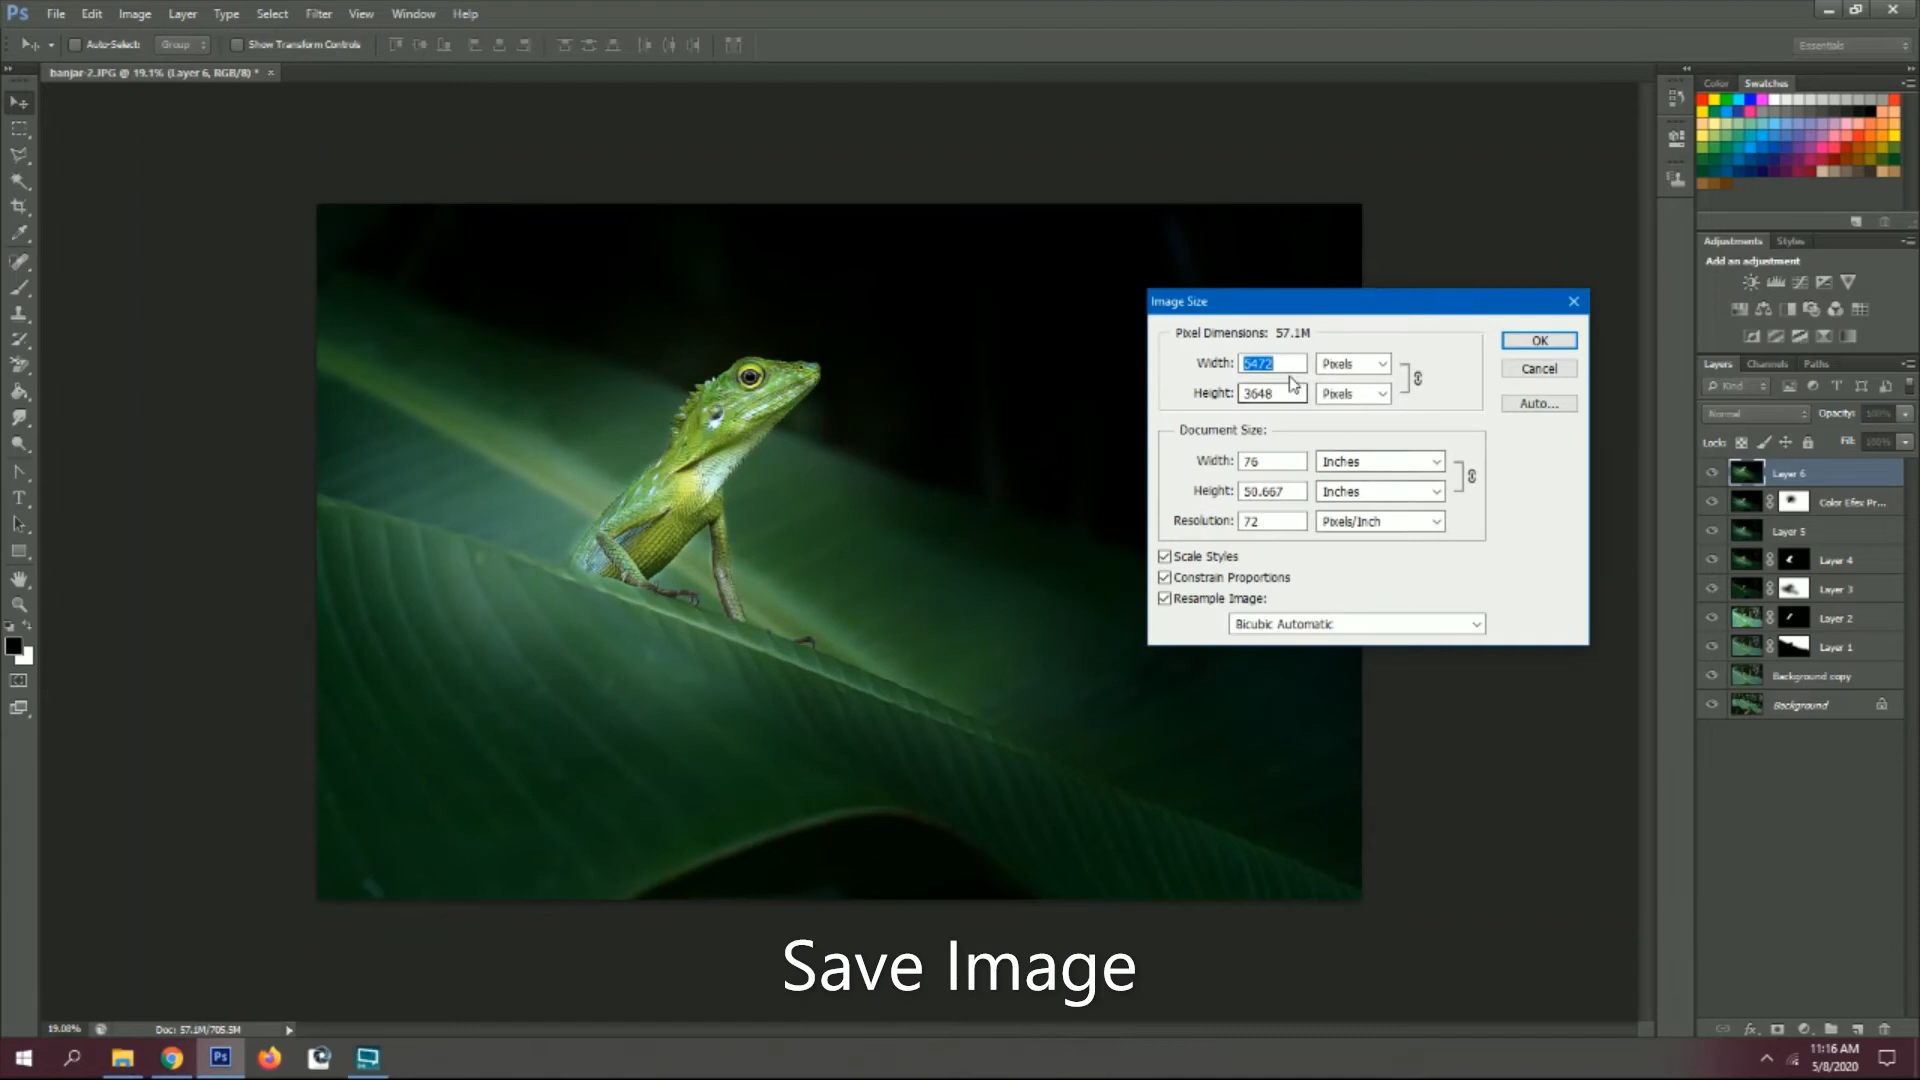 Ps File Edit Image Layer Type Select Filter View Window Help
Auto-Select: Group Show Transform Controls Essentials
banjar-2.JPG @ 19.1% (Layer 6, RGB/8) * ×
Color Swatches
Adjustments Styles
Add an adjustment
Image Size
Pixel Dimensions: 57.1M
Width: 5472 Pixels
Height: 3648 Pixels
OK
Cancel
Auto...
Document Size:
Width: 76 Inches
Height: 50.667 Inches
Resolution: 72 Pixels/Inch
Scale Styles
Constrain Proportions
Resample Image:
Bicubic Automatic
Layers Channels Paths
Kind
Normal Opacity: 100%
Lock: Fill: 100%
Layer 6
Color Efex Pr...
Layer 5
Layer 4
Layer 3
Layer 2
Layer 1
Background copy
Background
Save Image
19.08% Doc: 57.1M/705.5M
Ps
11:16 AM
5/8/2020